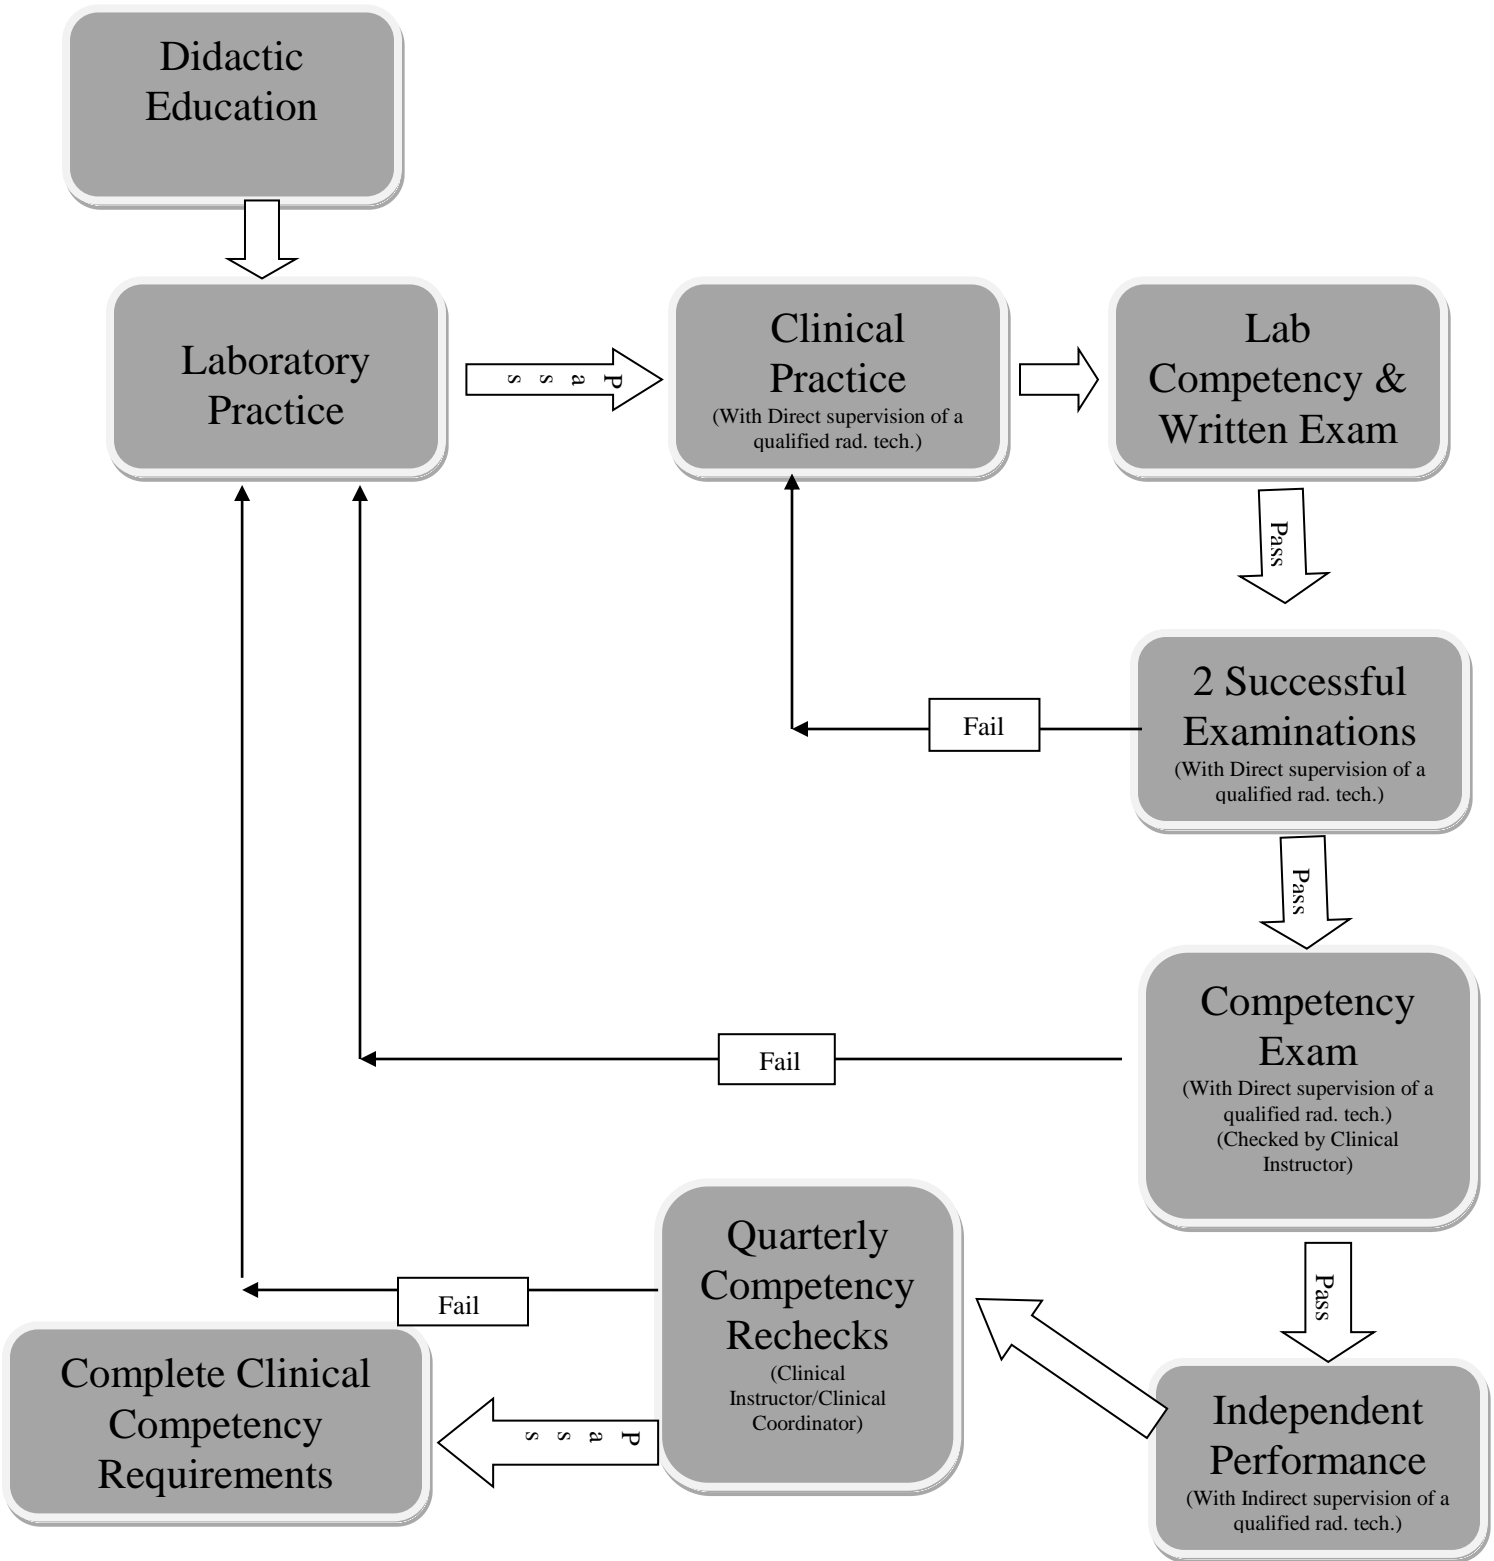 Didactic
Education
Laboratory
Practice
P
a
s
s
Clinical
Practice
(With Direct supervision of a
qualified rad. tech.)
Lab
Competency &
Written Exam
Pass
2 Successful
Examinations
(With Direct supervision of a
qualified rad. tech.)
Fail
Pass
Competency
Exam
(With Direct supervision of a
qualified rad. tech.)
(Checked by Clinical
Instructor)
Fail
Pass
Independent
Performance
(With Indirect supervision of a
qualified rad. tech.)
Quarterly
Competency
Rechecks
(Clinical
Instructor/Clinical
Coordinator)
Fail
P
a
s
s
Complete Clinical
Competency
Requirements